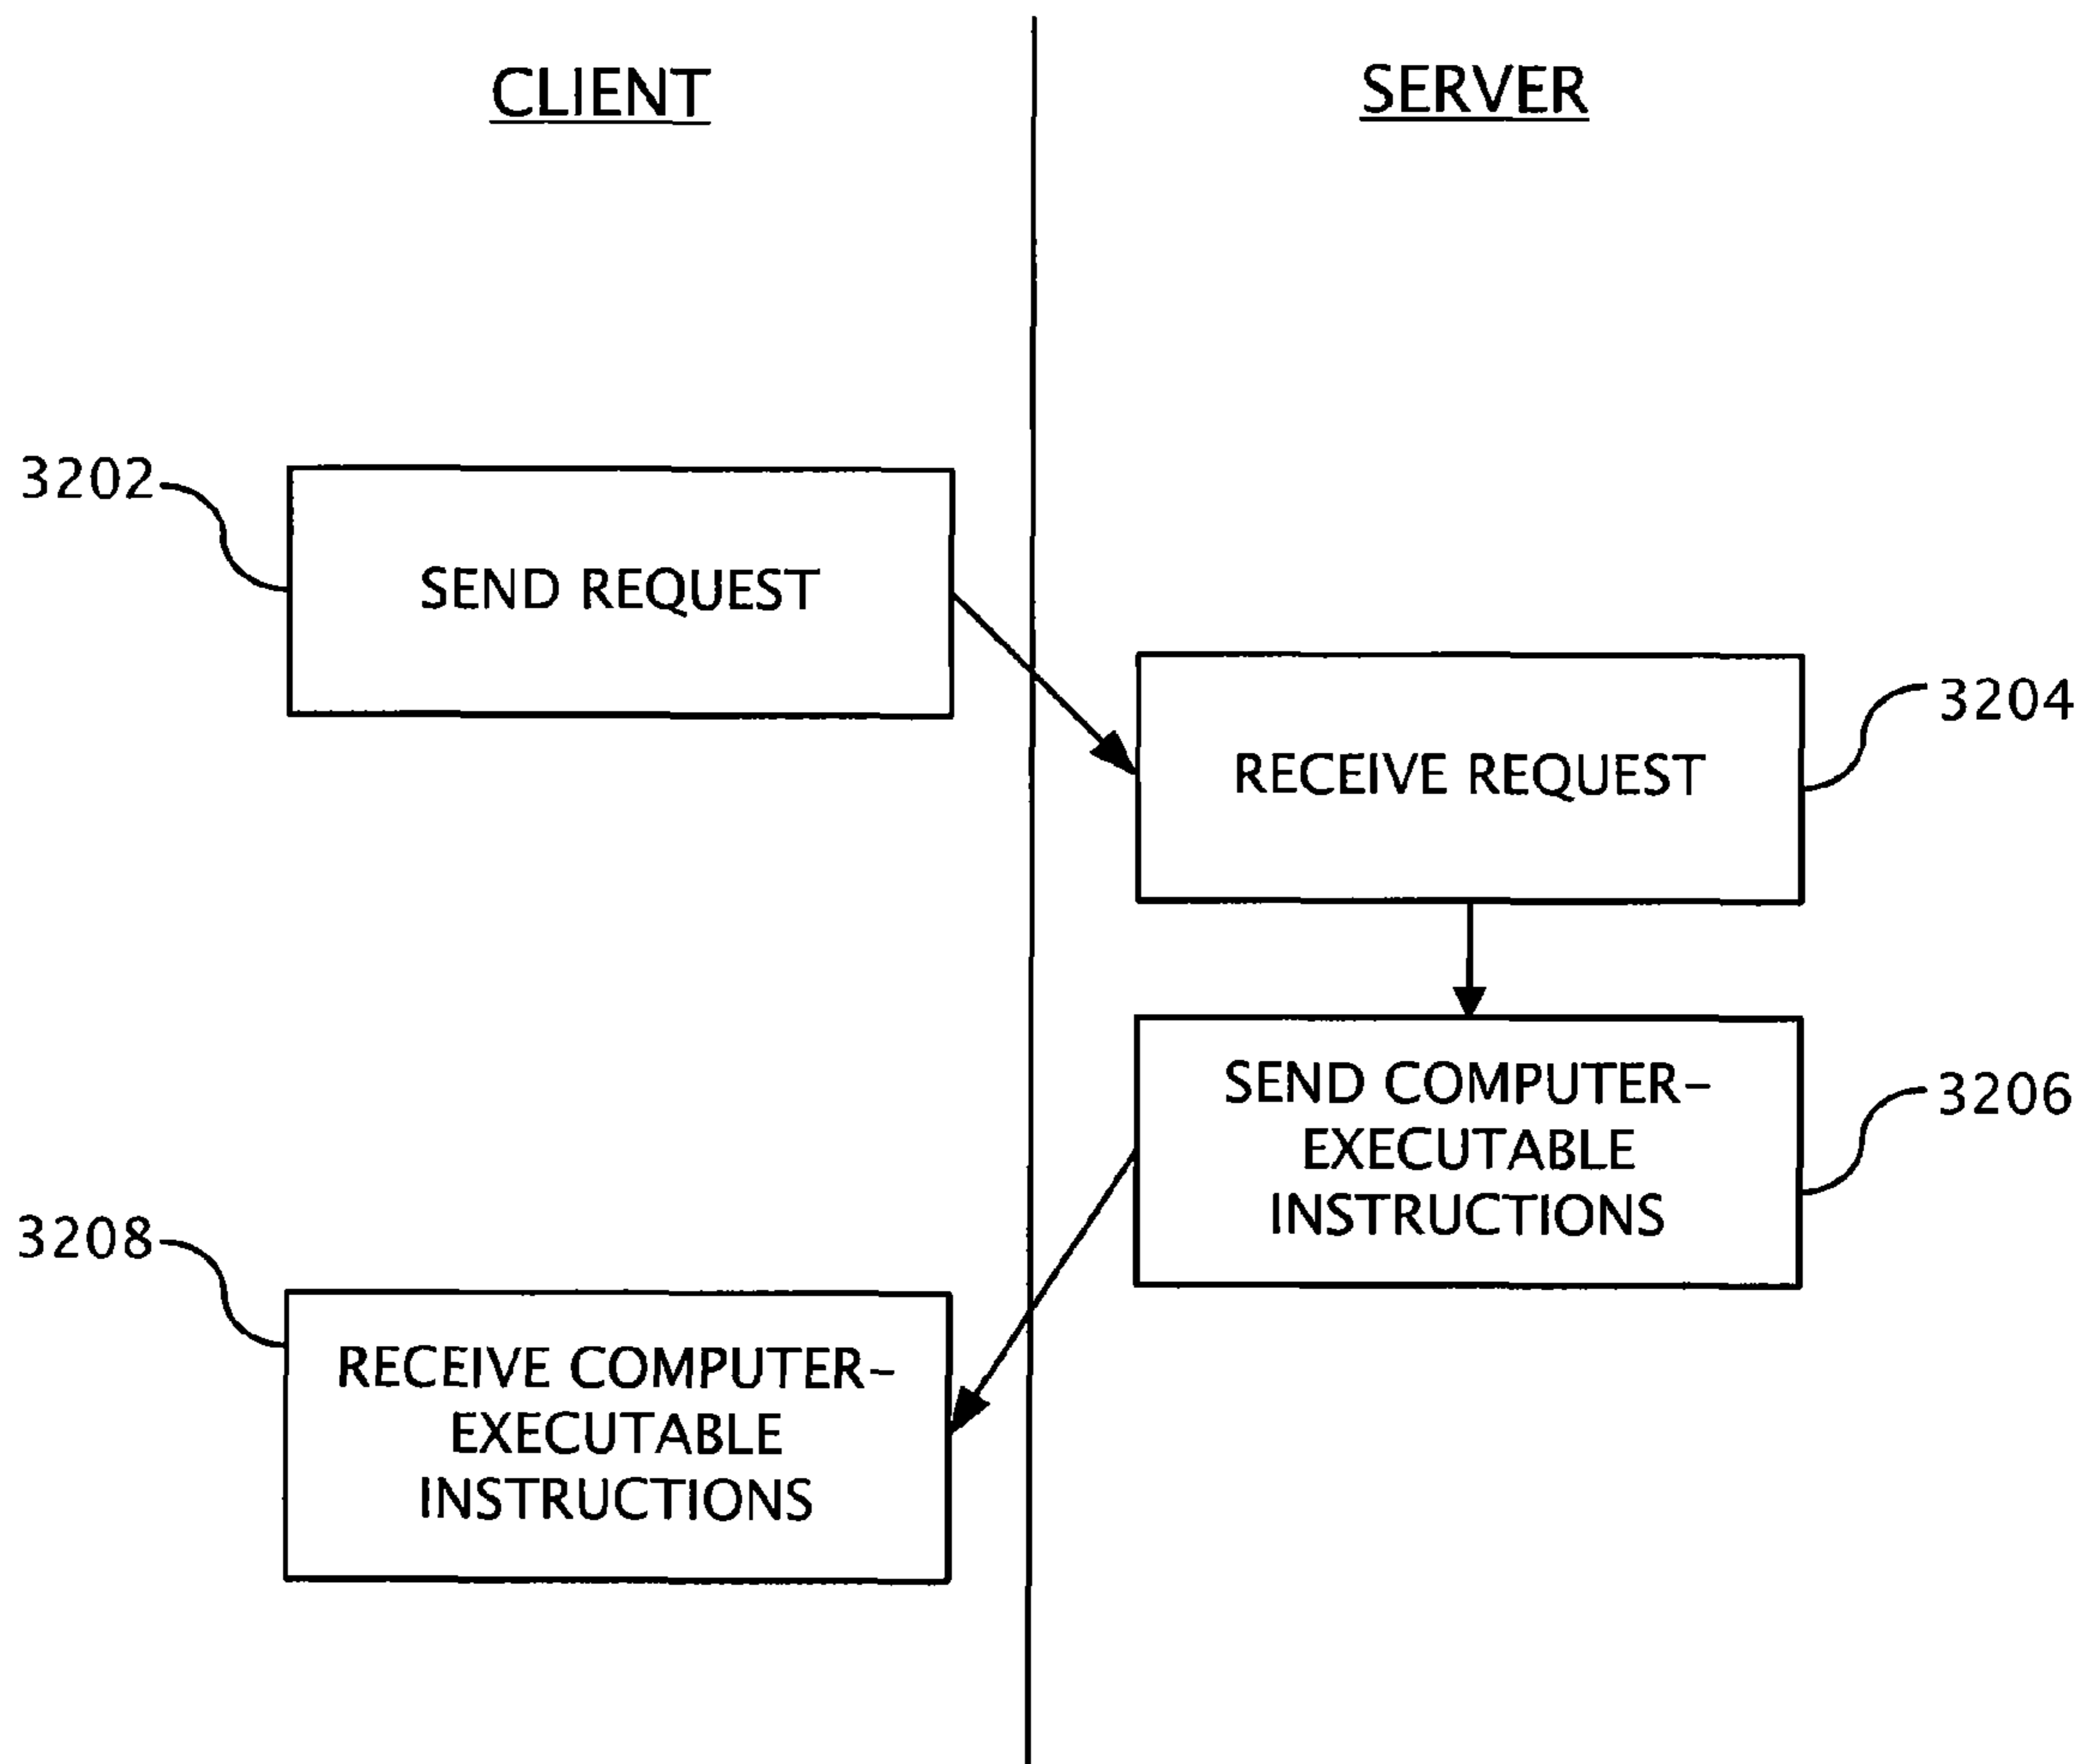 CLIENT
SERVER
3202
SEND REQUEST
RECEIVE REQUEST
3204
SEND COMPUTER-
EXECUTABLE
INSTRUCTIONS
3206
3208
RECEIVE COMPUTER-
EXECUTABLE
INSTRUCTIONS